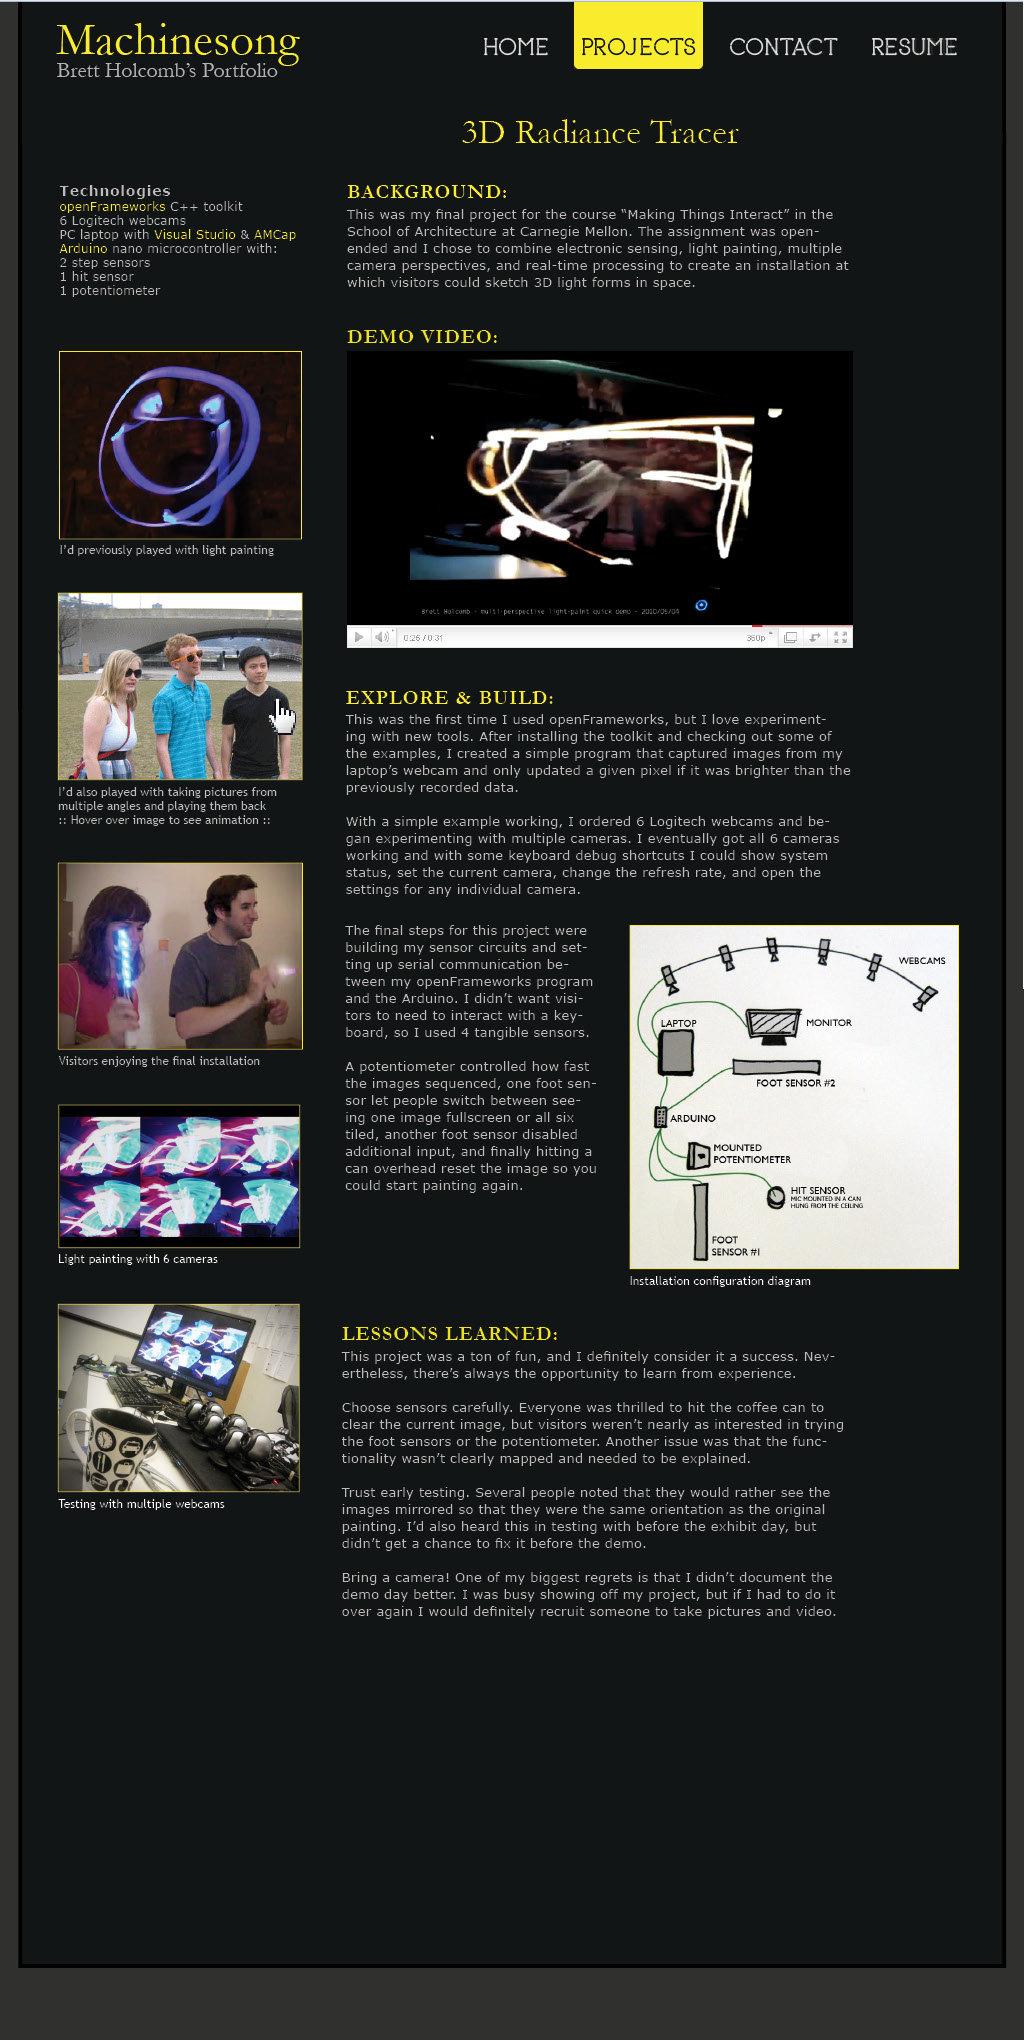 Machinesong
Brett Holcomb's Portfolio
HOME
PROJECTS
CONTACT
RESUME
3D Radiance Tracer
Technologies
openFrameworks C++ toolkit
6 Logitech webcams
PC laptop with Visual Studio & AMCap
Arduino nano microcontroller with:
2 step sensors
1 hit sensor
1 potentiometer
I'd previously played with light painting
I'd also played with taking pictures from
multiple angles and playing them back
:: Hover over image to see animation ::
Visitors enjoying the final installation
Light painting with 6 cameras
Testing with multiple webcams
BACKGROUND:
This was my final project for the course “Making Things Interact” in the
School of Architecture at Carnegie Mellon. The assignment was open-
ended and I chose to combine electronic sensing, light painting, multiple
camera perspectives, and real-time processing to create an installation at
which visitors could sketch 3D light forms in space.
DEMO VIDEO:
Brett Holcomb - multi-perspective light-paint quick demo - 2010/05/04
0:26 / 0:31
360p
EXPLORE & BUILD:
This was the first time I used openFrameworks, but I love experiment-
ing with new tools. After installing the toolkit and checking out some of
the examples, I created a simple program that captured images from my
laptop's webcam and only updated a given pixel if it was brighter than the
previously recorded data.
With a simple example working, I ordered 6 Logitech webcams and be-
gan experimenting with multiple cameras. I eventually got all 6 cameras
working and with some keyboard debug shortcuts I could show system
status, set the current camera, change the refresh rate, and open the
settings for any individual camera.
The final steps for this project were
building my sensor circuits and set-
ting up serial communication be-
tween my openFrameworks program
and the Arduino. I didn't want visi-
tors to need to interact with a key-
board, so I used 4 tangible sensors.
A potentiometer controlled how fast
the images sequenced, one foot sen-
sor let people switch between see-
ing one image fullscreen or all six
tiled, another foot sensor disabled
additional input, and finally hitting a
can overhead reset the image so you
could start painting again.
WEBCAMS
LAPTOP
MONITOR
FOOT SENSOR #2
ARDUINO
MOUNTED
POTENTIOMETER
HIT SENSOR
MIC MOUNTED IN A CAN
HUNG FROM THE CEILING
FOOT
SENSOR #1
Installation configuration diagram
LESSONS LEARNED:
This project was a ton of fun, and I definitely consider it a success. Nev-
ertheless, there's always the opportunity to learn from experience.
Choose sensors carefully. Everyone was thrilled to hit the coffee can to
clear the current image, but visitors weren't nearly as interested in trying
the foot sensors or the potentiometer. Another issue was that the func-
tionality wasn't clearly mapped and needed to be explained.
Trust early testing. Several people noted that they would rather see the
images mirrored so that they were the same orientation as the original
painting. I'd also heard this in testing with before the exhibit day, but
didn't get a chance to fix it before the demo.
Bring a camera! One of my biggest regrets is that I didn't document the
demo day better. I was busy showing off my project, but if I had to do it
over again I would definitely recruit someone to take pictures and video.